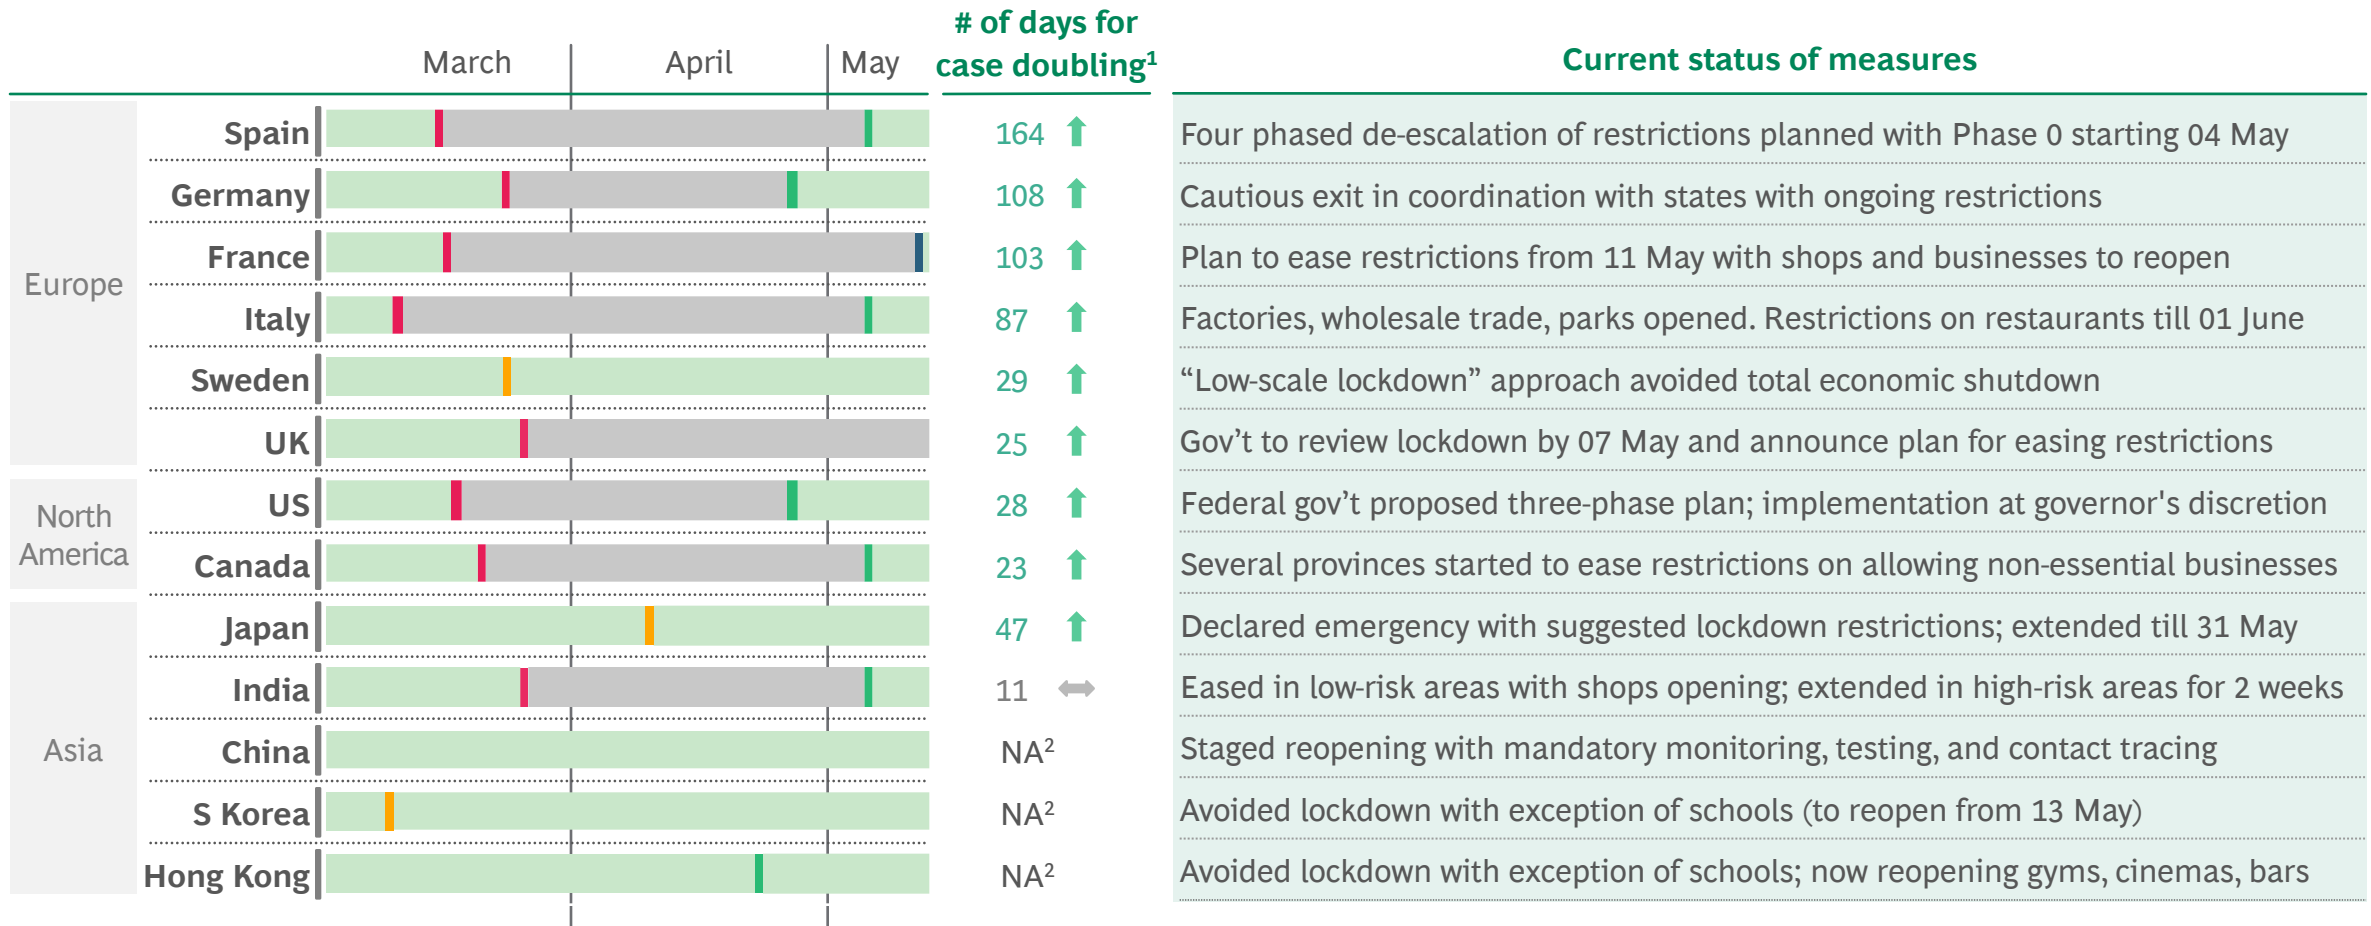 March April May # of days for
case doubling¹ Current status of measures
Europe
Spain 164 Four phased de-escalation of restrictions planned with Phase 0 starting 04 May
Germany 108 Cautious exit in coordination with states with ongoing restrictions
France 103 Plan to ease restrictions from 11 May with shops and businesses to reopen
Italy 87 Factories, wholesale trade, parks opened. Restrictions on restaurants till 01 June
Sweden 29 “Low-scale lockdown” approach avoided total economic shutdown
UK 25 Gov’t to review lockdown by 07 May and announce plan for easing restrictions
North
America
US 28 Federal gov’t proposed three-phase plan; implementation at governor's discretion
Canada 23 Several provinces started to ease restrictions on allowing non-essential businesses
Asia
Japan 47 Declared emergency with suggested lockdown restrictions; extended till 31 May
India 11 Eased in low-risk areas with shops opening; extended in high-risk areas for 2 weeks
China NA² Staged reopening with mandatory monitoring, testing, and contact tracing
S Korea NA² Avoided lockdown with exception of schools (to reopen from 13 May)
Hong Kong NA² Avoided lockdown with exception of schools; now reopening gyms, cinemas, bars